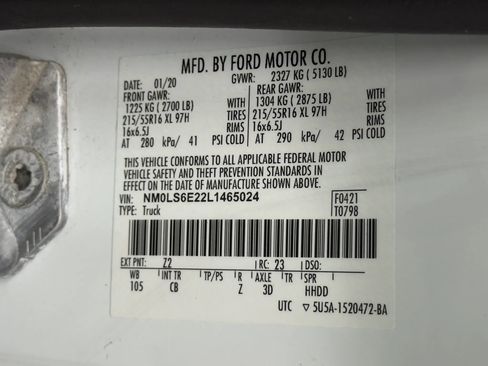 MFD. BY FORD MOTOR CO.
DATE: 01/20 GVWR: 2327 KG ( 5130 LB)
FRONT GAWR: REAR GAWR:
1225 KG ( 2700 LB) WITH 1304 KG ( 2875 LB) WITH
215/55R16 XL 97H TIRES 215/55R16 XL 97H TIRES
16x6.5J RIMS 16x6.5J RIMS
AT 280 kPa/ 41 PSI COLD AT 290 kPa/ 42 PSI COLD
THIS VEHICLE CONFORMS TO ALL APPLICABLE FEDERAL MOTOR
VEHICLE SAFETY AND THEFT PREVENTION STANDARDS IN
EFFECT ON THE DATE OF MANUFACTURE SHOWN ABOVE.
VIN: NM0LS6E22L1465024 F0421
TYPE: Truck T0798
EXT PNT: Z2 RC: 23 DSO:
WB INT TR TP/PS R AXLE TR SPR
105 CB Z 3D HHDD
UTC ▽ 5U5A-1520472-BA